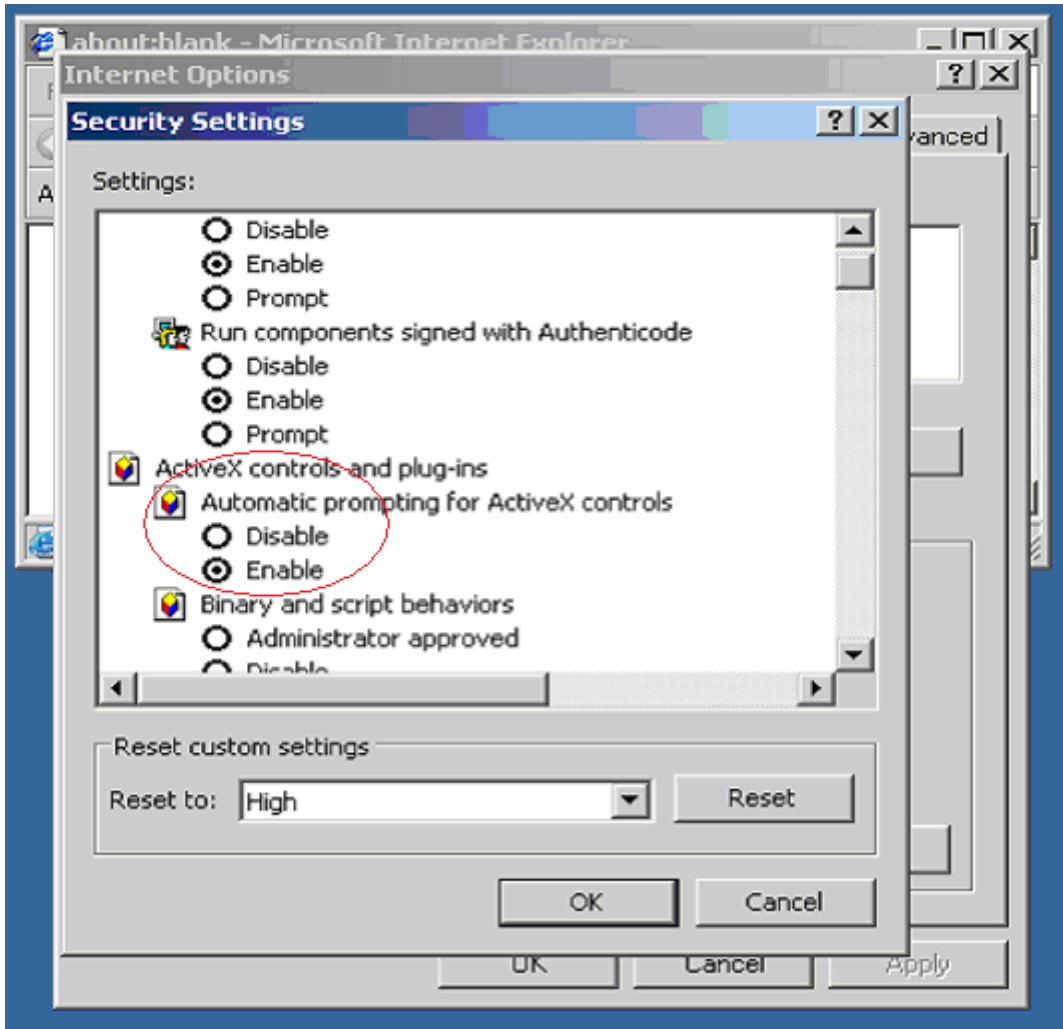 about:blank - Microsoft Internet Explorer
Internet Options
Security Settings
vanced
A
Settings:
Disable
Enable
Prompt
Run components signed with Authenticode
Disable
Enable
Prompt
ActiveX controls and plug-ins
Automatic prompting for ActiveX controls
Disable
Enable
Binary and script behaviors
Administrator approved
Disable
Reset custom settings
Reset to: High Reset
OK Cancel
OK Cancel Apply